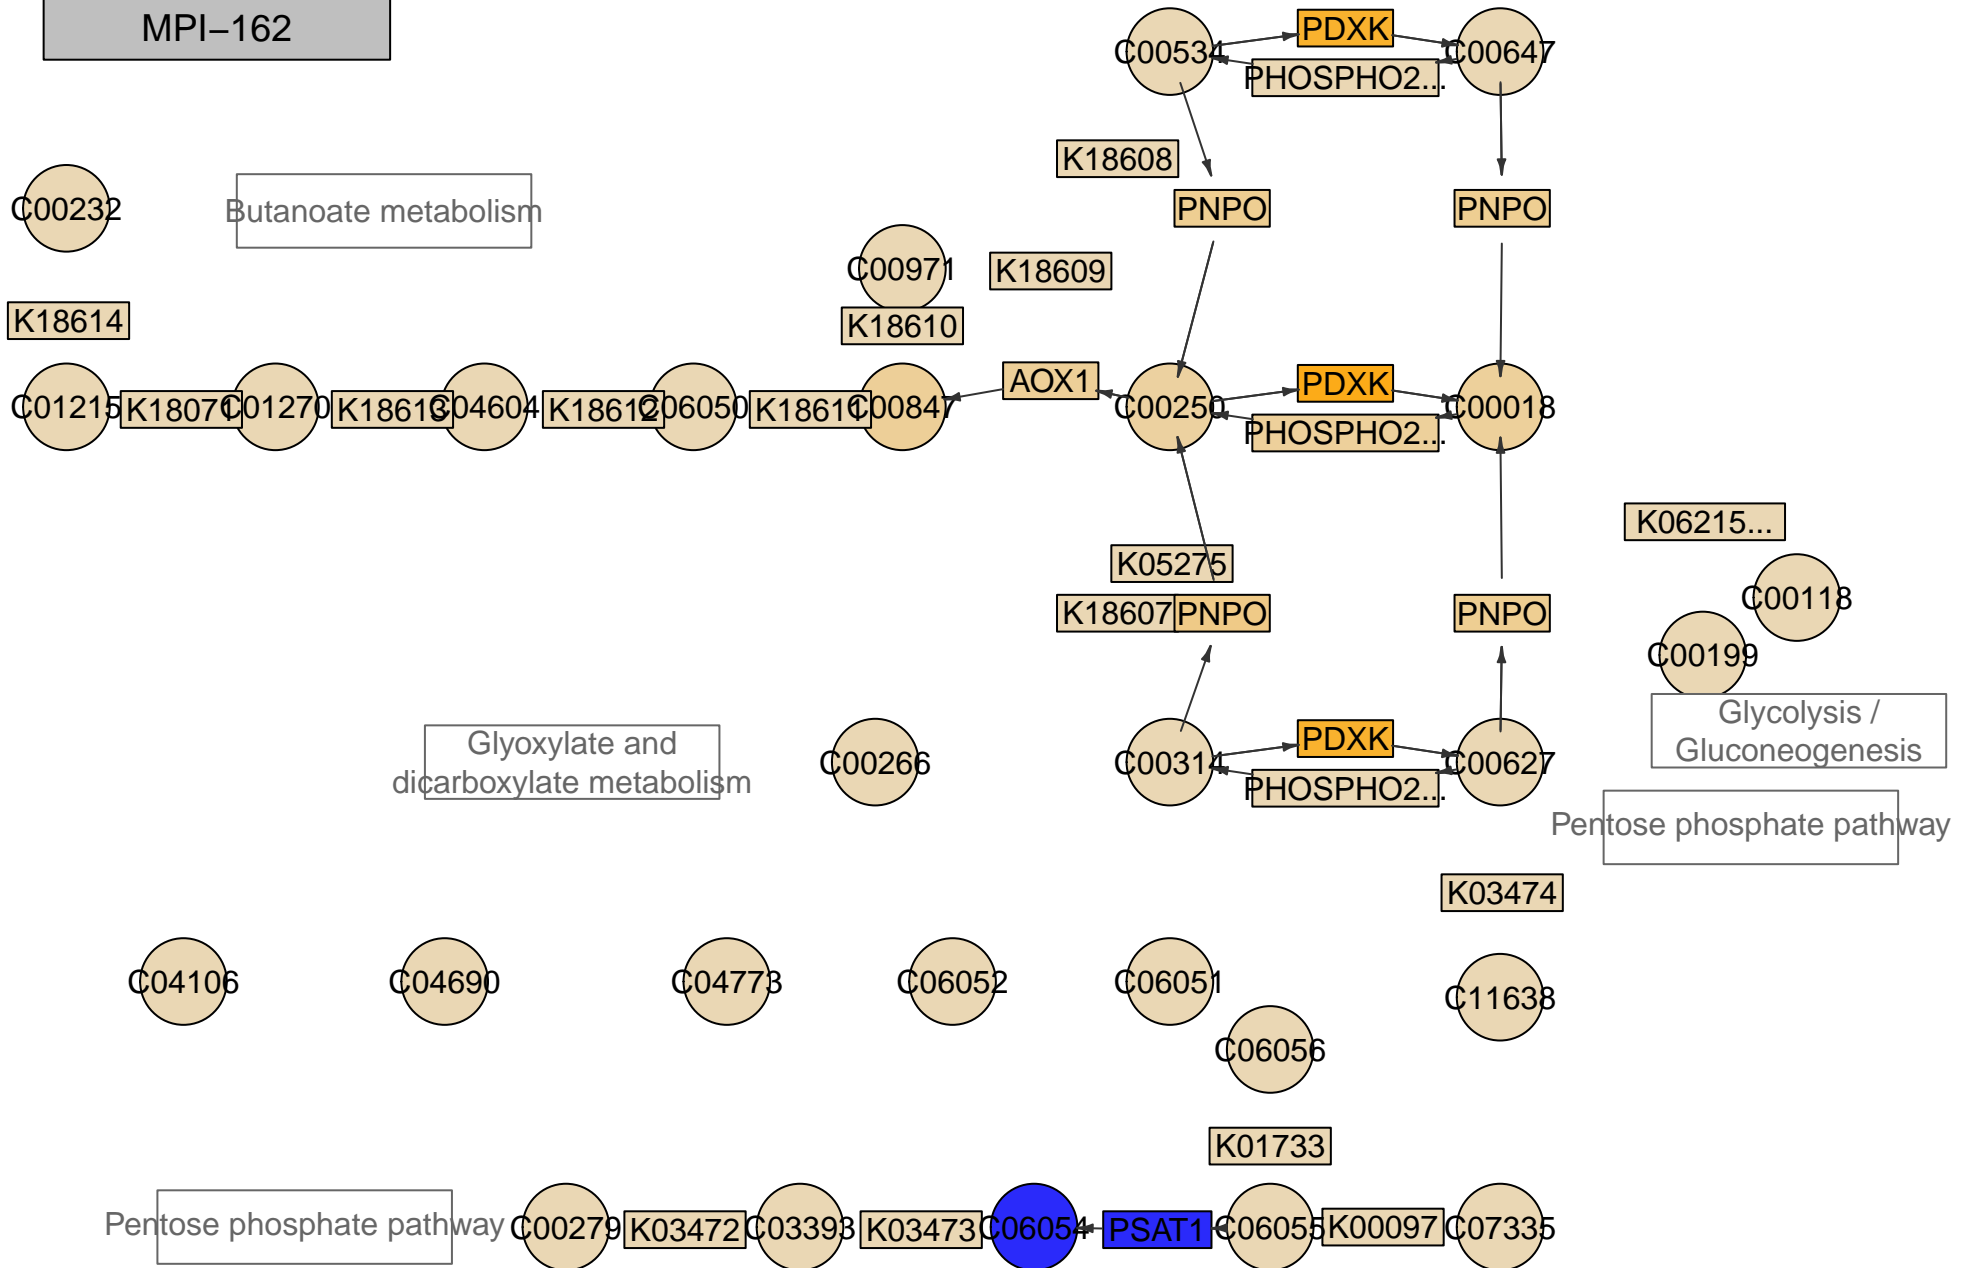 MPI−162
C00534
PDXK
C00647
PHOSPHO2...
K18608
C00232
Butanoate metabolism
PNPO
PNPO
C00971
K18609
K18614
K18610
C01215
K18071
C01270
K18613
C04604
K18612
C06050
K18611
C00847
AOX1
C00250
PDXK
C00018
PHOSPHO2...
K06215...
K05275
C00118
K18607
PNPO
PNPO
C00199
Glycolysis /
Gluconeogenesis
Glyoxylate and
dicarboxylate metabolism
C00266
C00314
PDXK
C00627
PHOSPHO2...
Pentose phosphate pathway
K03474
C04106
C04690
C04773
C06052
C06051
C11638
C06056
K01733
Pentose phosphate pathway
C00279
K03472
C03393
K03473
C06054
PSAT1
C06055
K00097
C07335